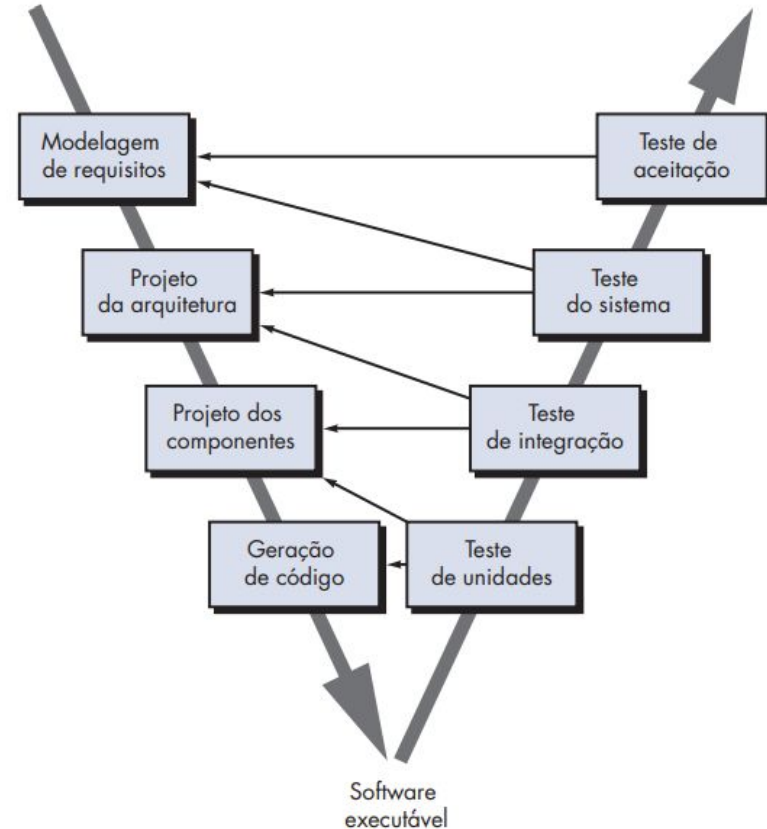 Modelagem
de requisitos
Teste de
aceitação
Projeto
da arquitetura
Teste
do sistema
Projeto dos
componentes
Teste
de integração
Geração
de código
Teste
de unidades
Software
executável